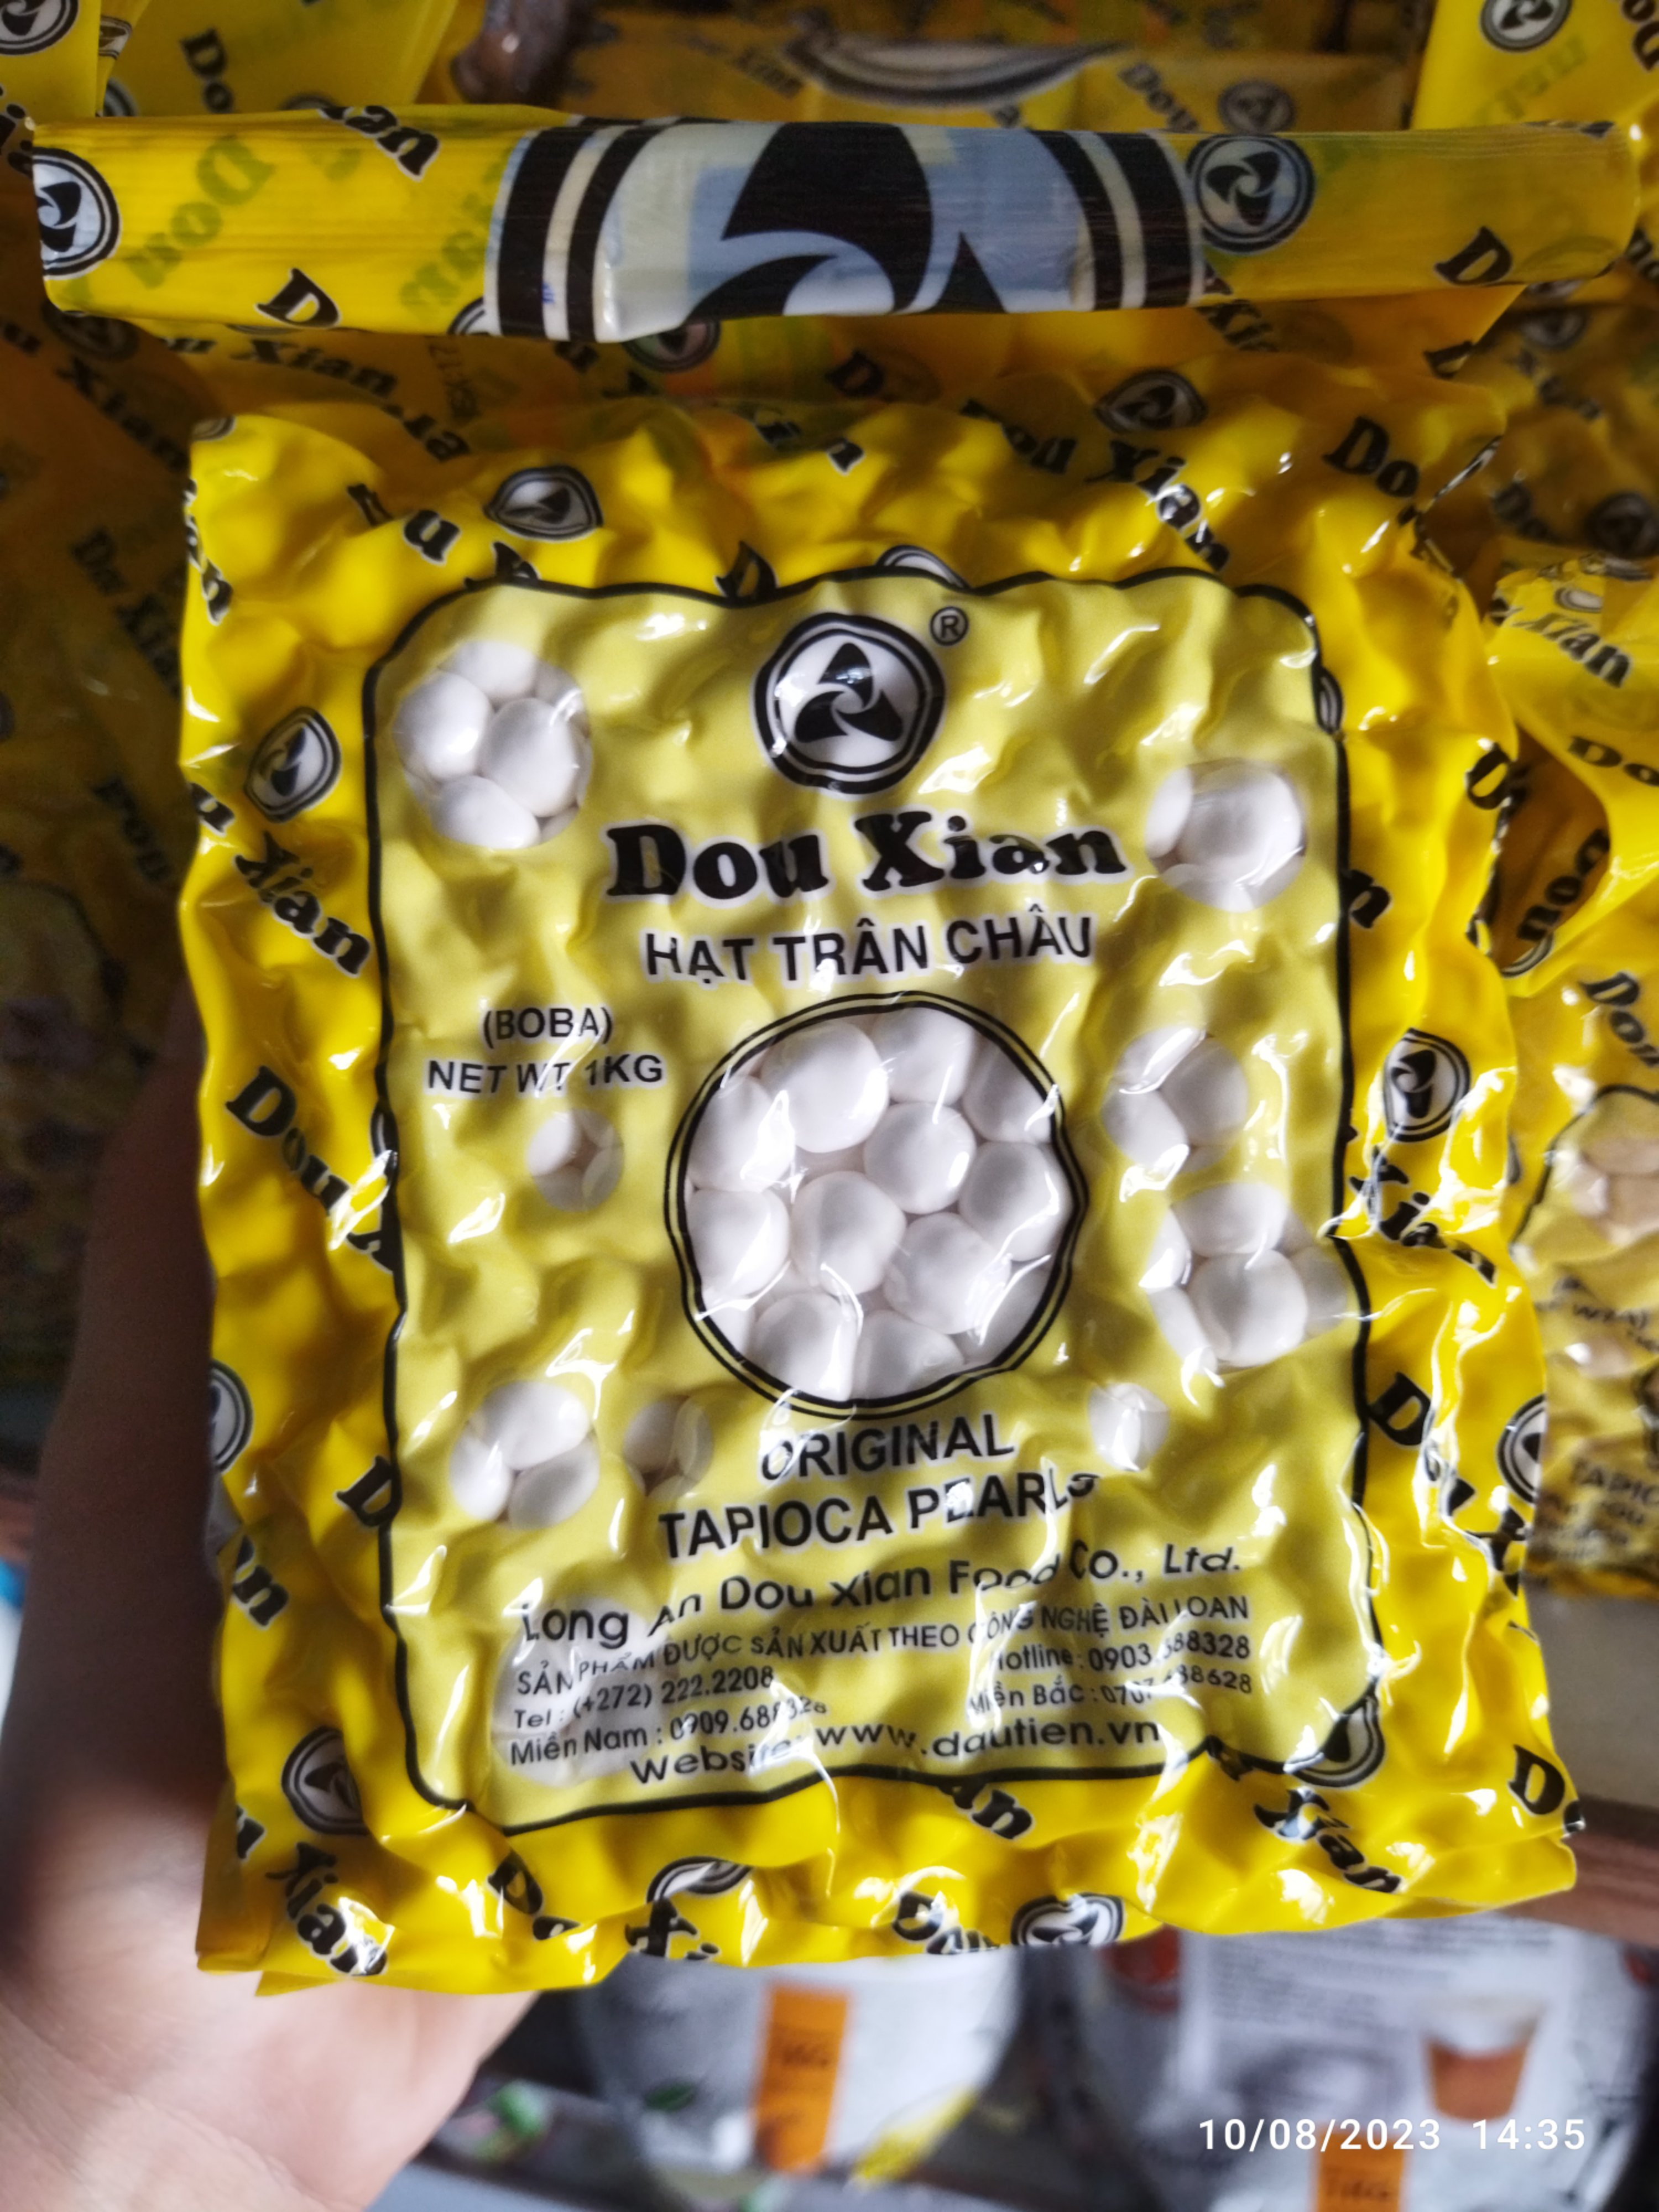 ®
Dou Xian
HẠT TRÂN CHÂU
(BOBA)
NET WT 1KG
ORIGINAL
TAPIOCA PEARLS
Long An Dou Xian Food Co., Ltd.
SẢN PHẨM ĐƯỢC SẢN XUẤT THEO CÔNG NGHỆ ĐÀI LOAN
Tel : (+272) 222.2208 Hotline : 0903
Miền Nam : 0909.688328 Miền Bắc : 0707
Website: www.dautien.vn
10/08/2023 14:35